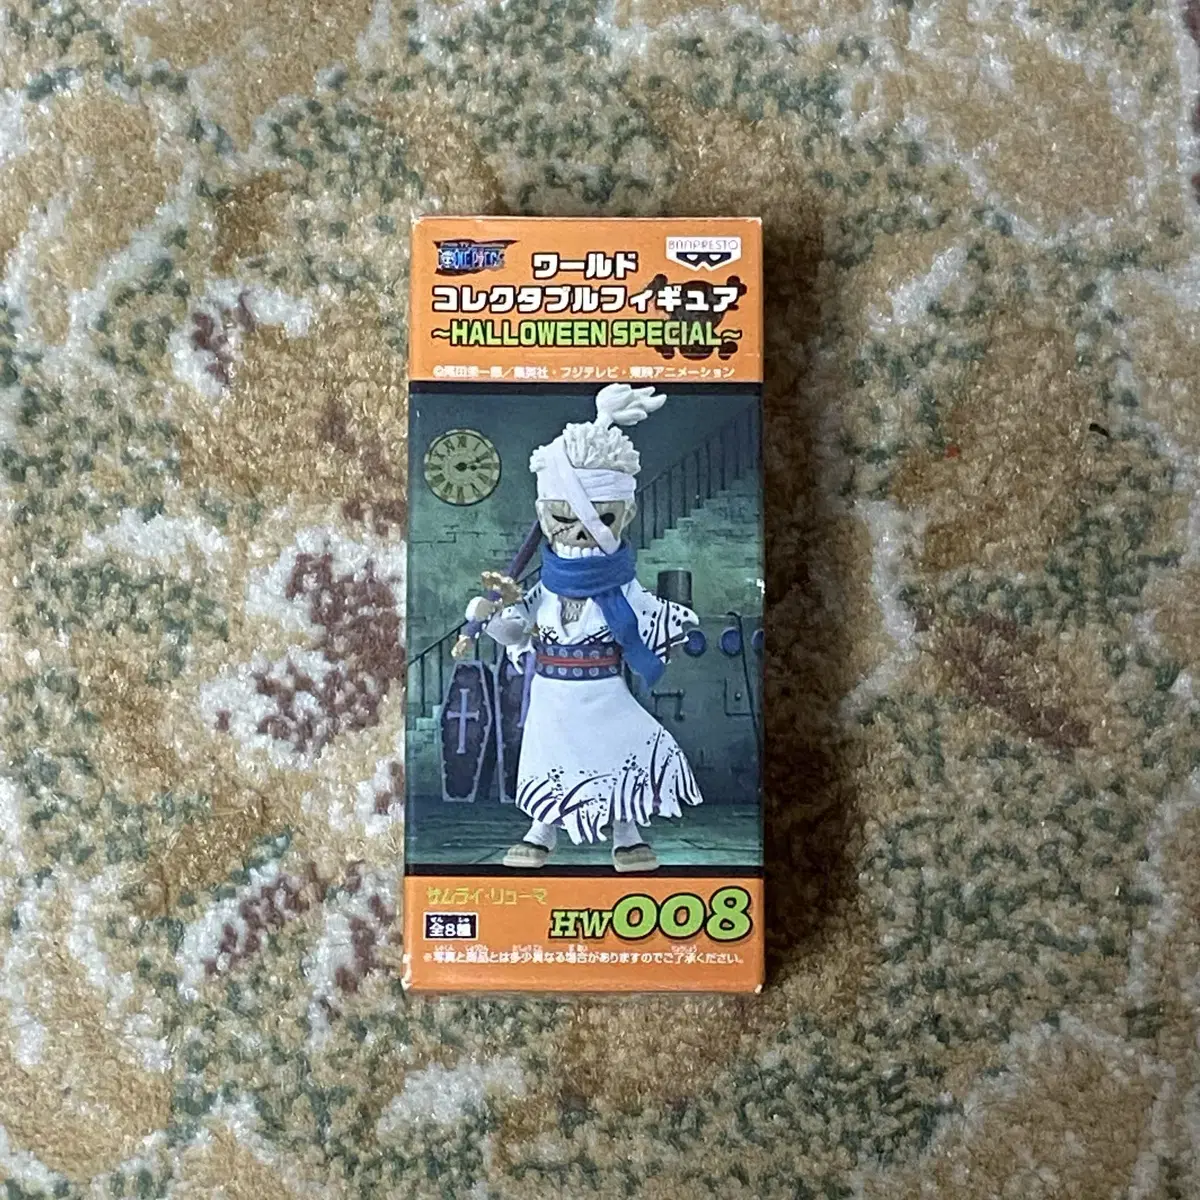 From TV animation
ONE PIECE
BANPRESTO
ワールド
コレクタブルフィギュア
~HALLOWEEN SPECIAL~
©尾田栄一郎/集英社・フジテレビ・東映アニメーション
サムライ・リューマ
全8種
HW008
※写真と商品とは多少異なる場合がありますのでご了承ください。